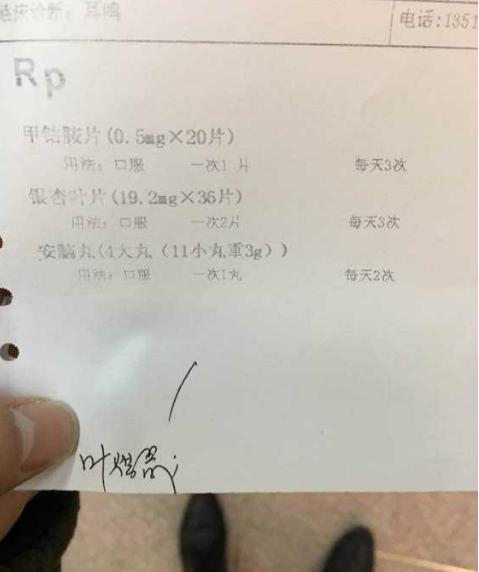 临床诊断：耳鸣
电话:1351
Rp
甲钴胺片(0.5mg×20片)
用法：口服 一次1 片 每天3次
银杏叶片(19.2mg×36片)
用法：口服 一次2片 每天3次
安脑丸(4大丸（11小丸重3g）)
用法：口服 一次1丸 每天2次